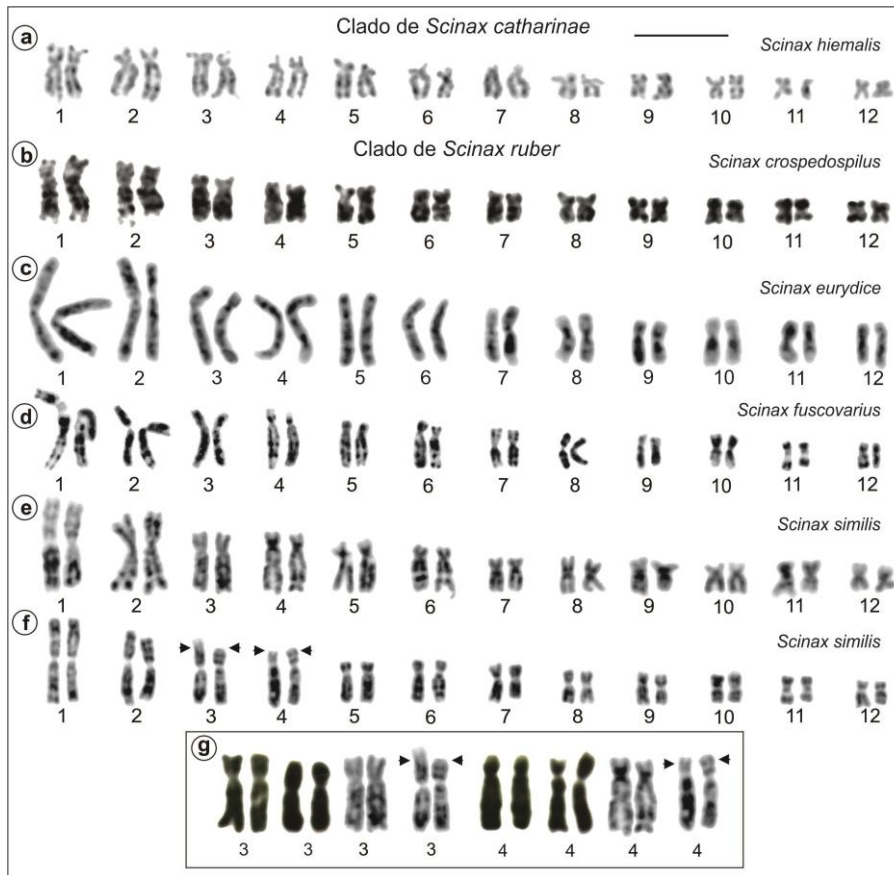 Clado de Scinax catharinae
a
Scinax hiemalis
1 2 3 4 5 6 7 8 9 10 11 12
Clado de Scinax ruber
b
Scinax crospedospilus
1 2 3 4 5 6 7 8 9 10 11 12
c
Scinax eurydice
1 2 3 4 5 6 7 8 9 10 11 12
d
Scinax fuscovarius
1 2 3 4 5 6 7 8 9 10 11 12
e
Scinax similis
1 2 3 4 5 6 7 8 9 10 11 12
f
Scinax similis
1 2 3 4 5 6 7 8 9 10 11 12
g
3 3 3 3 4 4 4 4